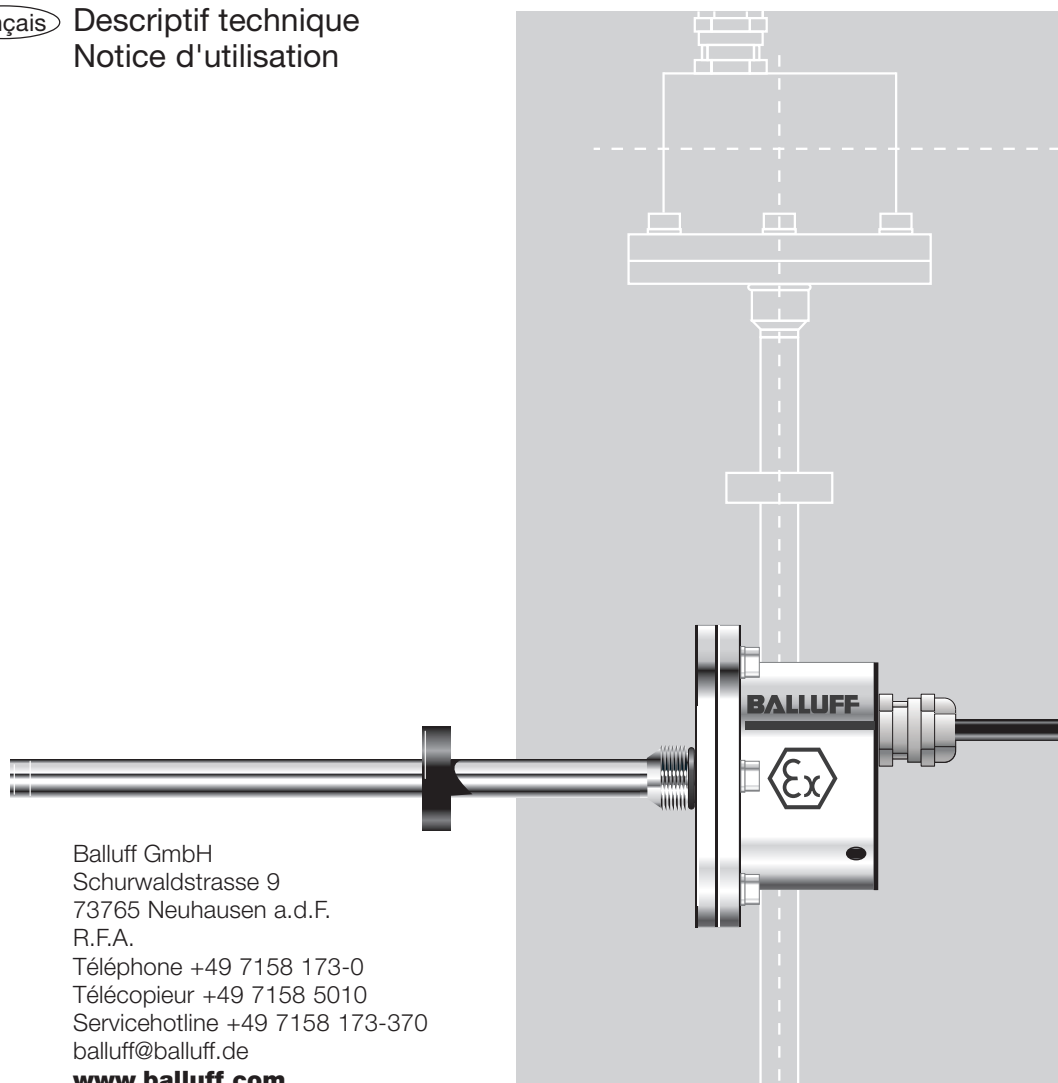 nçais
Descriptif technique
Notice d'utilisation
BALLUFF
Ex
Balluff GmbH
Schurwaldstrasse 9
73765 Neuhausen a.d.F.
R.F.A.
Téléphone +49 7158 173-0
Télécopieur +49 7158 5010
Servicehotline +49 7158 173-370
balluff@balluff.de
www.balluff.com